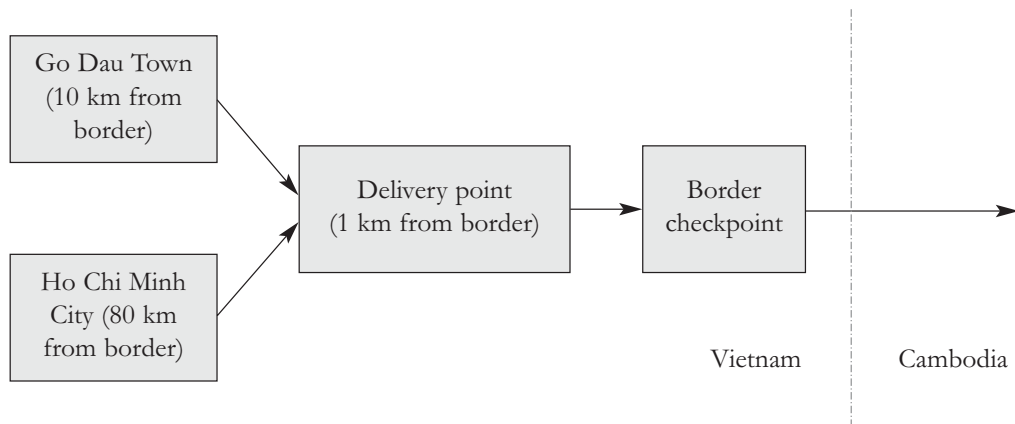 Go Dau Town
(10 km from
border)
Ho Chi Minh
City (80 km
from border)
Delivery point
(1 km from border)
Border
checkpoint
Vietnam
Cambodia